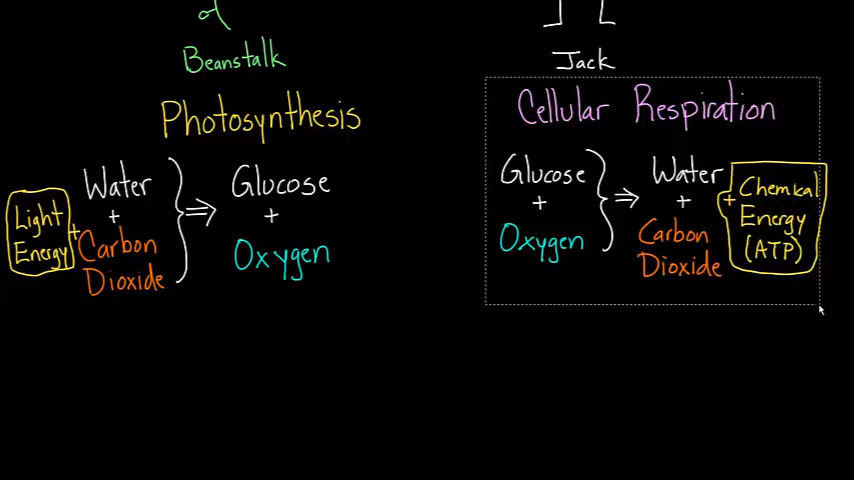 Beanstalk
Photosynthesis
Light
Energy
+
Water
+
Carbon
Dioxide
⇒
Glucose
+
Oxygen
Jack
Cellular Respiration
Glucose
+
Oxygen
⇒
Water
+
Carbon
Dioxide
+
Chemical
Energy
(ATP)